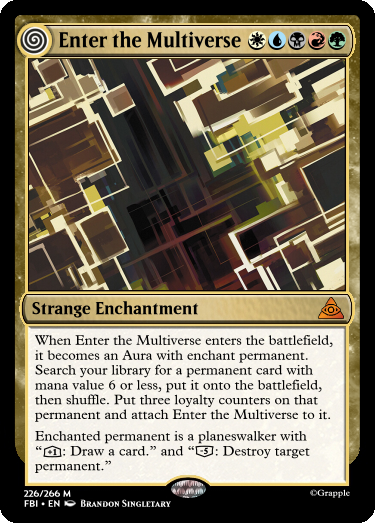 Enter the Multiverse
Strange Enchantment
When Enter the Multiverse enters the battlefield,
it becomes an Aura with enchant permanent.
Search your library for a permanent card with
mana value 6 or less, put it onto the battlefield,
then shuffle. Put three loyalty counters on that
permanent and attach Enter the Multiverse to it.
Enchanted permanent is a planeswalker with
“+1: Draw a card.” and “-5: Destroy target
permanent.”
226/266 M
FBI • EN Brandon Singletary
©Grapple